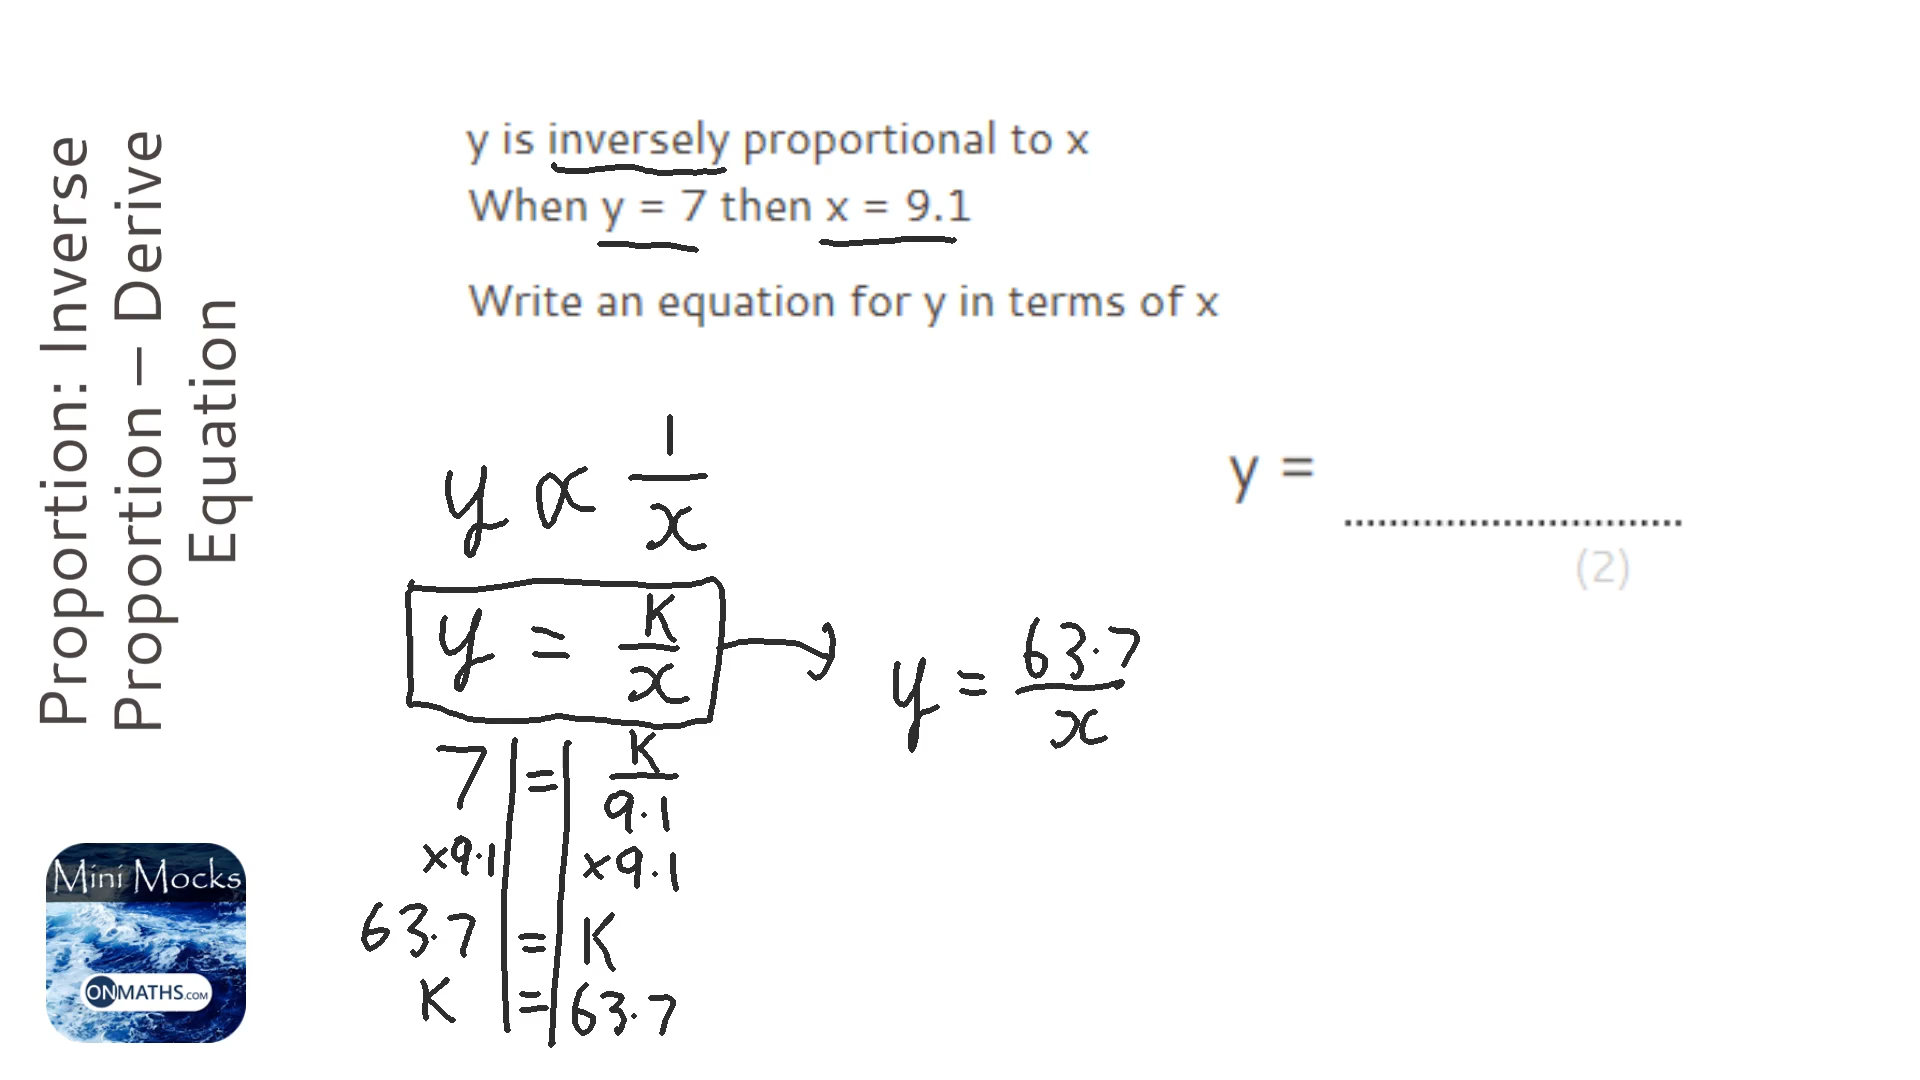 Proportion: Inverse
Proportion – Derive
Equation
y is inversely proportional to x
When y = 7 then x = 9.1
Write an equation for y in terms of x
y ∝ 1/x
y = K/x
y = 63.7/x
7 = K/9.1
×9.1 ×9.1
63.7 = K
K = 63.7
y = ..............................
(2)
Mini Mocks
ONMATHS.COM